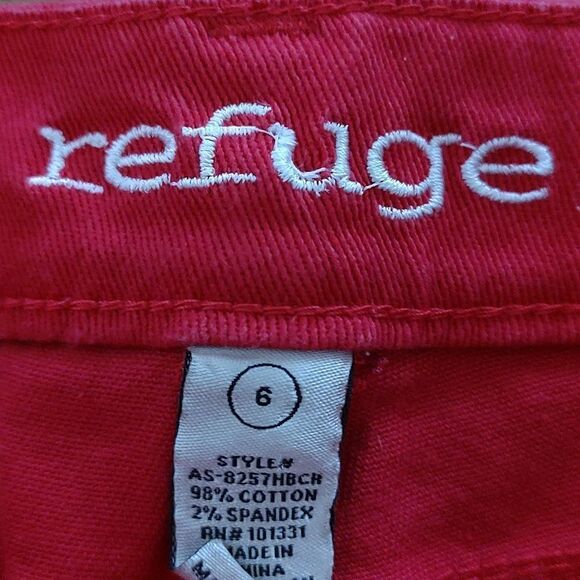 refuge
6
STYLE#
AS-8257HBCR
98% COTTON
2% SPANDEX
RN# 101331
MADE IN
CHINA